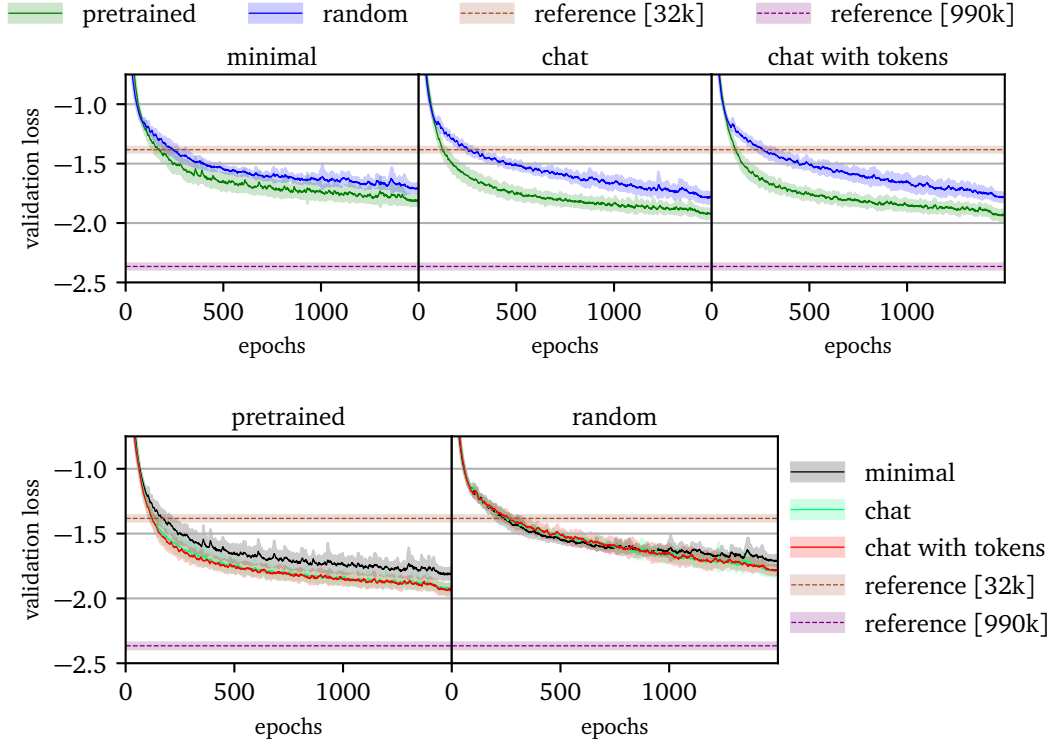 pretrained random reference [32k] reference [990k]
minimal chat chat with tokens
validation loss
−1.0
−1.5
−2.0
−2.5
0 500 1000 0 500 1000 0 500 1000
epochs epochs epochs
pretrained random
validation loss
−1.0
−1.5
−2.0
−2.5
0 500 1000 0 500 1000
epochs epochs
minimal
chat
chat with tokens
reference [32k]
reference [990k]